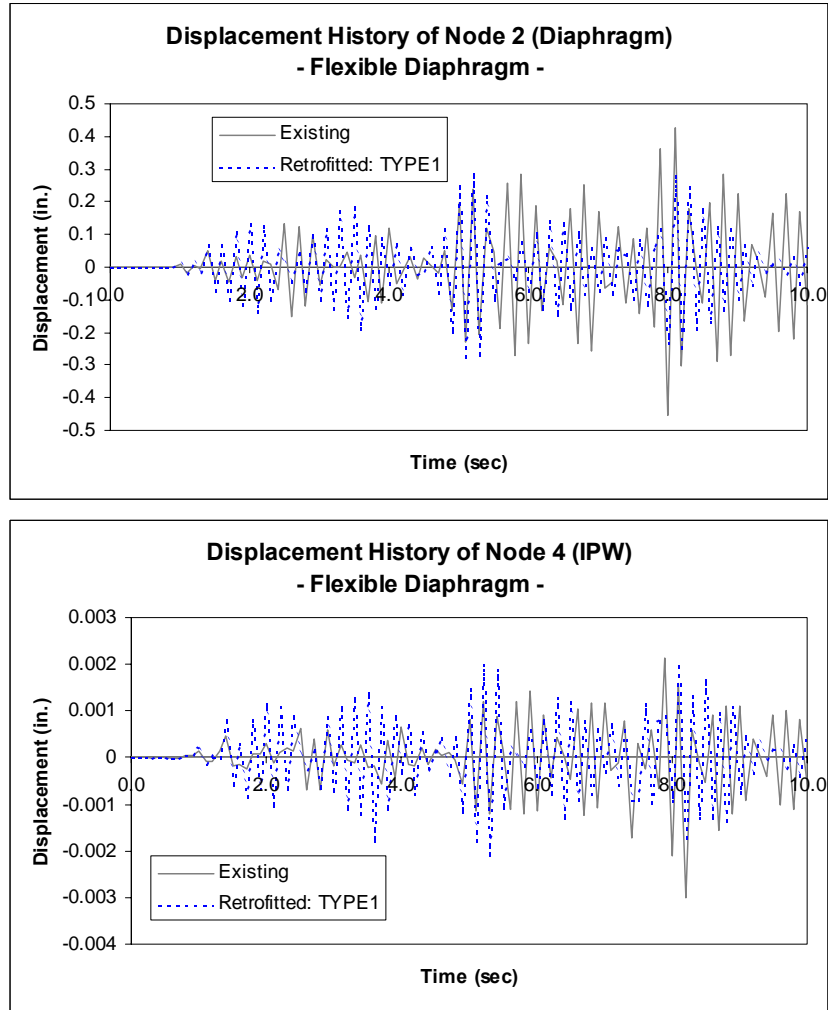 Displacement History of Node 2 (Diaphragm)
- Flexible Diaphragm -
0.5
0.4
0.3
0.2
0.1
0
-0.1
-0.2
-0.3
-0.4
-0.5
0.0
2.0
4.0
6.0
8.0
10.0
Displacement (in.)
Time (sec)
Existing
Retrofitted: TYPE1
Displacement History of Node 4 (IPW)
- Flexible Diaphragm -
0.003
0.002
0.001
0
-0.001
-0.002
-0.003
-0.004
0.0
2.0
4.0
6.0
8.0
10.0
Displacement (in.)
Time (sec)
Existing
Retrofitted: TYPE1